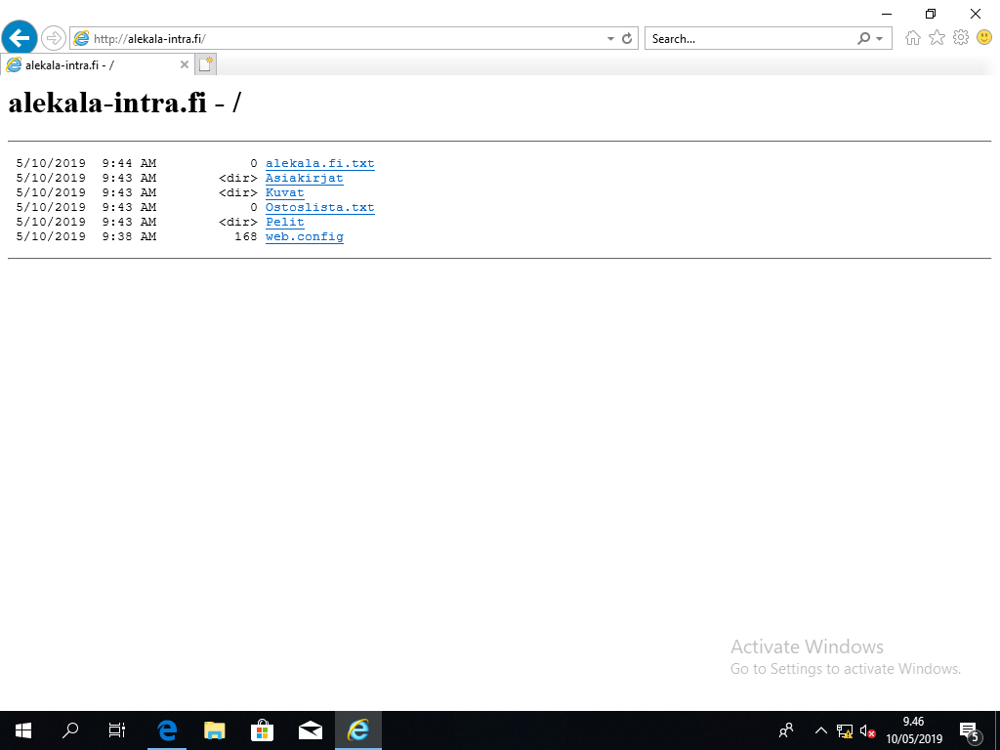 http://alekala-intra.fi/
Search...
alekala-intra.fi - /
alekala-intra.fi - /
5/10/2019 9:44 AM 0 alekala.fi.txt
5/10/2019 9:43 AM <dir> Asiakirjat
5/10/2019 9:43 AM <dir> Kuvat
5/10/2019 9:43 AM 0 Ostoslista.txt
5/10/2019 9:43 AM <dir> Pelit
5/10/2019 9:38 AM 168 web.config
Activate Windows
Go to Settings to activate Windows.
9.46
10/05/2019
5